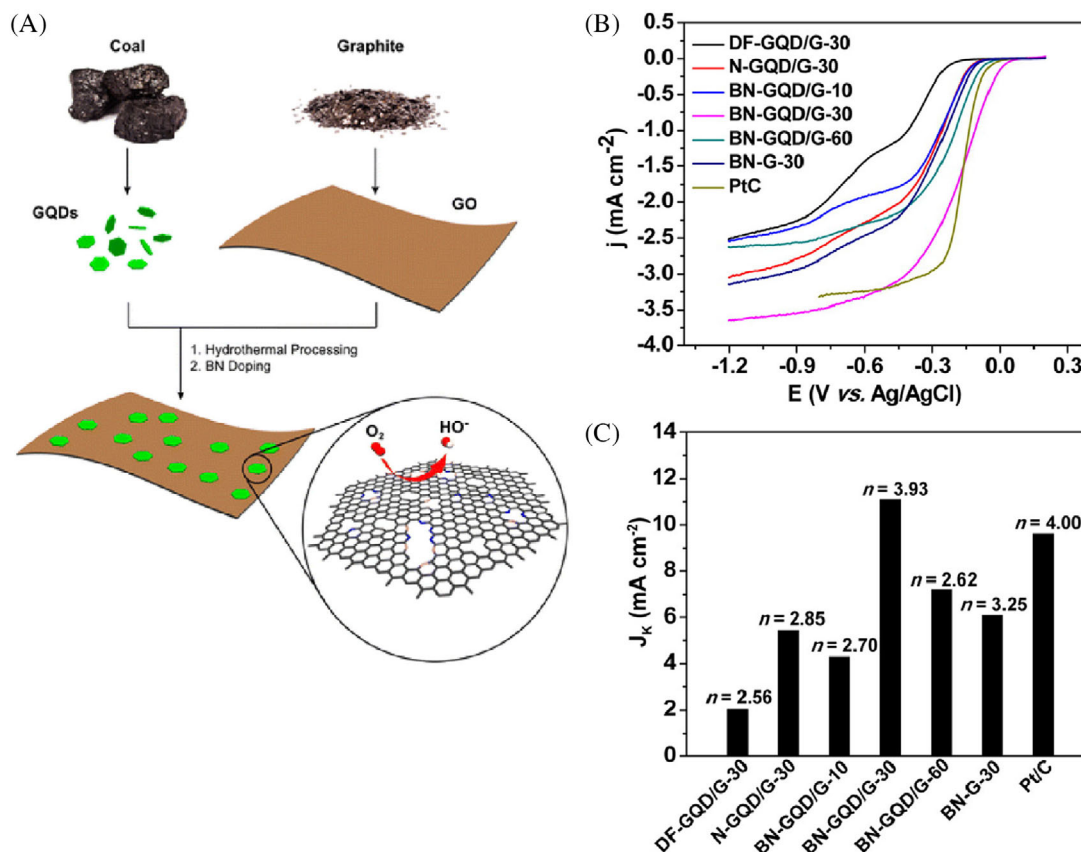 (A)
Coal
Graphite
GQDs
GO
1. Hydrothermal Processing
2. BN Doping
O₂
HO⁻
(B)
0.5
0.0
-0.5
-1.0
-1.5
-2.0
-2.5
-3.0
-3.5
-4.0
j (mA cm⁻²)
DF-GQD/G-30
N-GQD/G-30
BN-GQD/G-10
BN-GQD/G-30
BN-GQD/G-60
BN-G-30
PtC
-1.2 -0.9 -0.6 -0.3 0.0 0.3
E (V vs. Ag/AgCl)
(C)
14
12
10
8
6
4
2
0
J_K (mA cm⁻²)
n = 2.56
n = 2.85
n = 2.70
n = 3.93
n = 2.62
n = 3.25
n = 4.00
DF-GQD/G-30
N-GQD/G-30
BN-GQD/G-10
BN-GQD/G-30
BN-GQD/G-60
BN-G-30
Pt/C